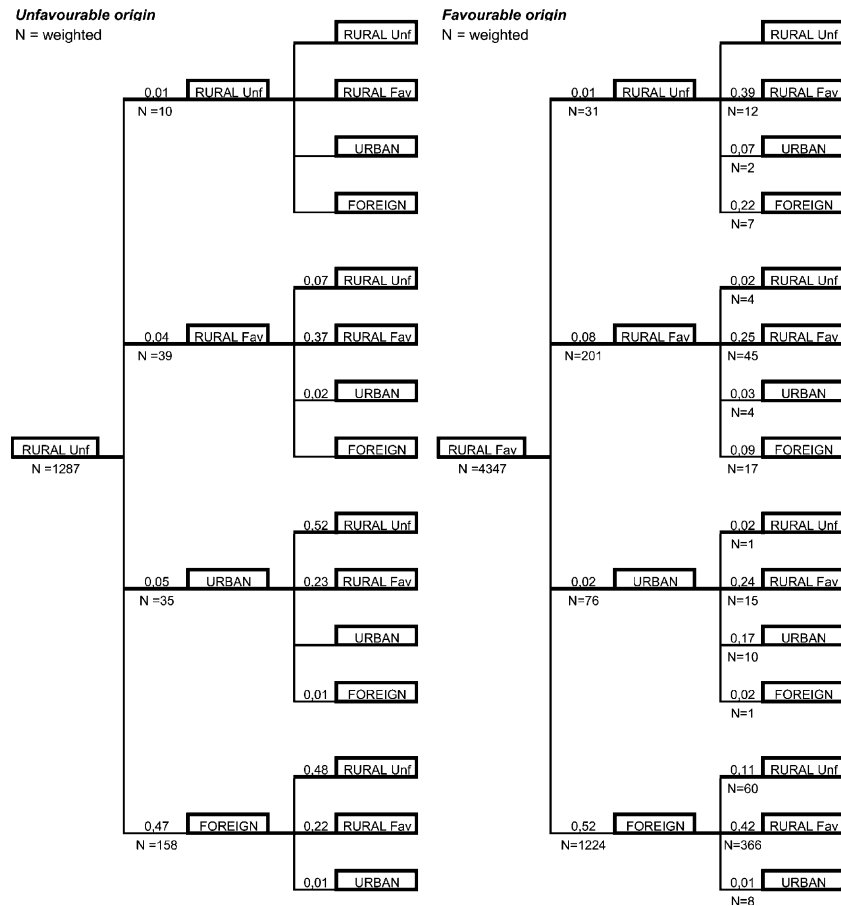 Unfavourable origin
N = weighted
RURAL Unf
0,01 RURAL Unf RURAL Fav
N =10
URBAN
FOREIGN
0,07 RURAL Unf
0,04 RURAL Fav 0,37 RURAL Fav
N =39
0,02 URBAN
RURAL Unf FOREIGN
N =1287
0,52 RURAL Unf
0,05 URBAN 0,23 RURAL Fav
N =35
URBAN
0,01 FOREIGN
0,48 RURAL Unf
0,47 FOREIGN 0,22 RURAL Fav
N =158
0,01 URBAN
Favourable origin
N = weighted
RURAL Unf
0,01 RURAL Unf 0,39 RURAL Fav
N=31 N=12
0,07 URBAN
N=2
0,22 FOREIGN
N=7
0,02 RURAL Unf
N=4
0,08 RURAL Fav 0,25 RURAL Fav
N=201 N=45
0,03 URBAN
N=4
RURAL Fav 0,09 FOREIGN
N =4347 N=17
0,02 RURAL Unf
N=1
0,02 URBAN 0,24 RURAL Fav
N=76 N=15
0,17 URBAN
N=10
0,02 FOREIGN
N=1
0,11 RURAL Unf
N=60
0,52 FOREIGN 0,42 RURAL Fav
N=1224 N=366
0,01 URBAN
N=8